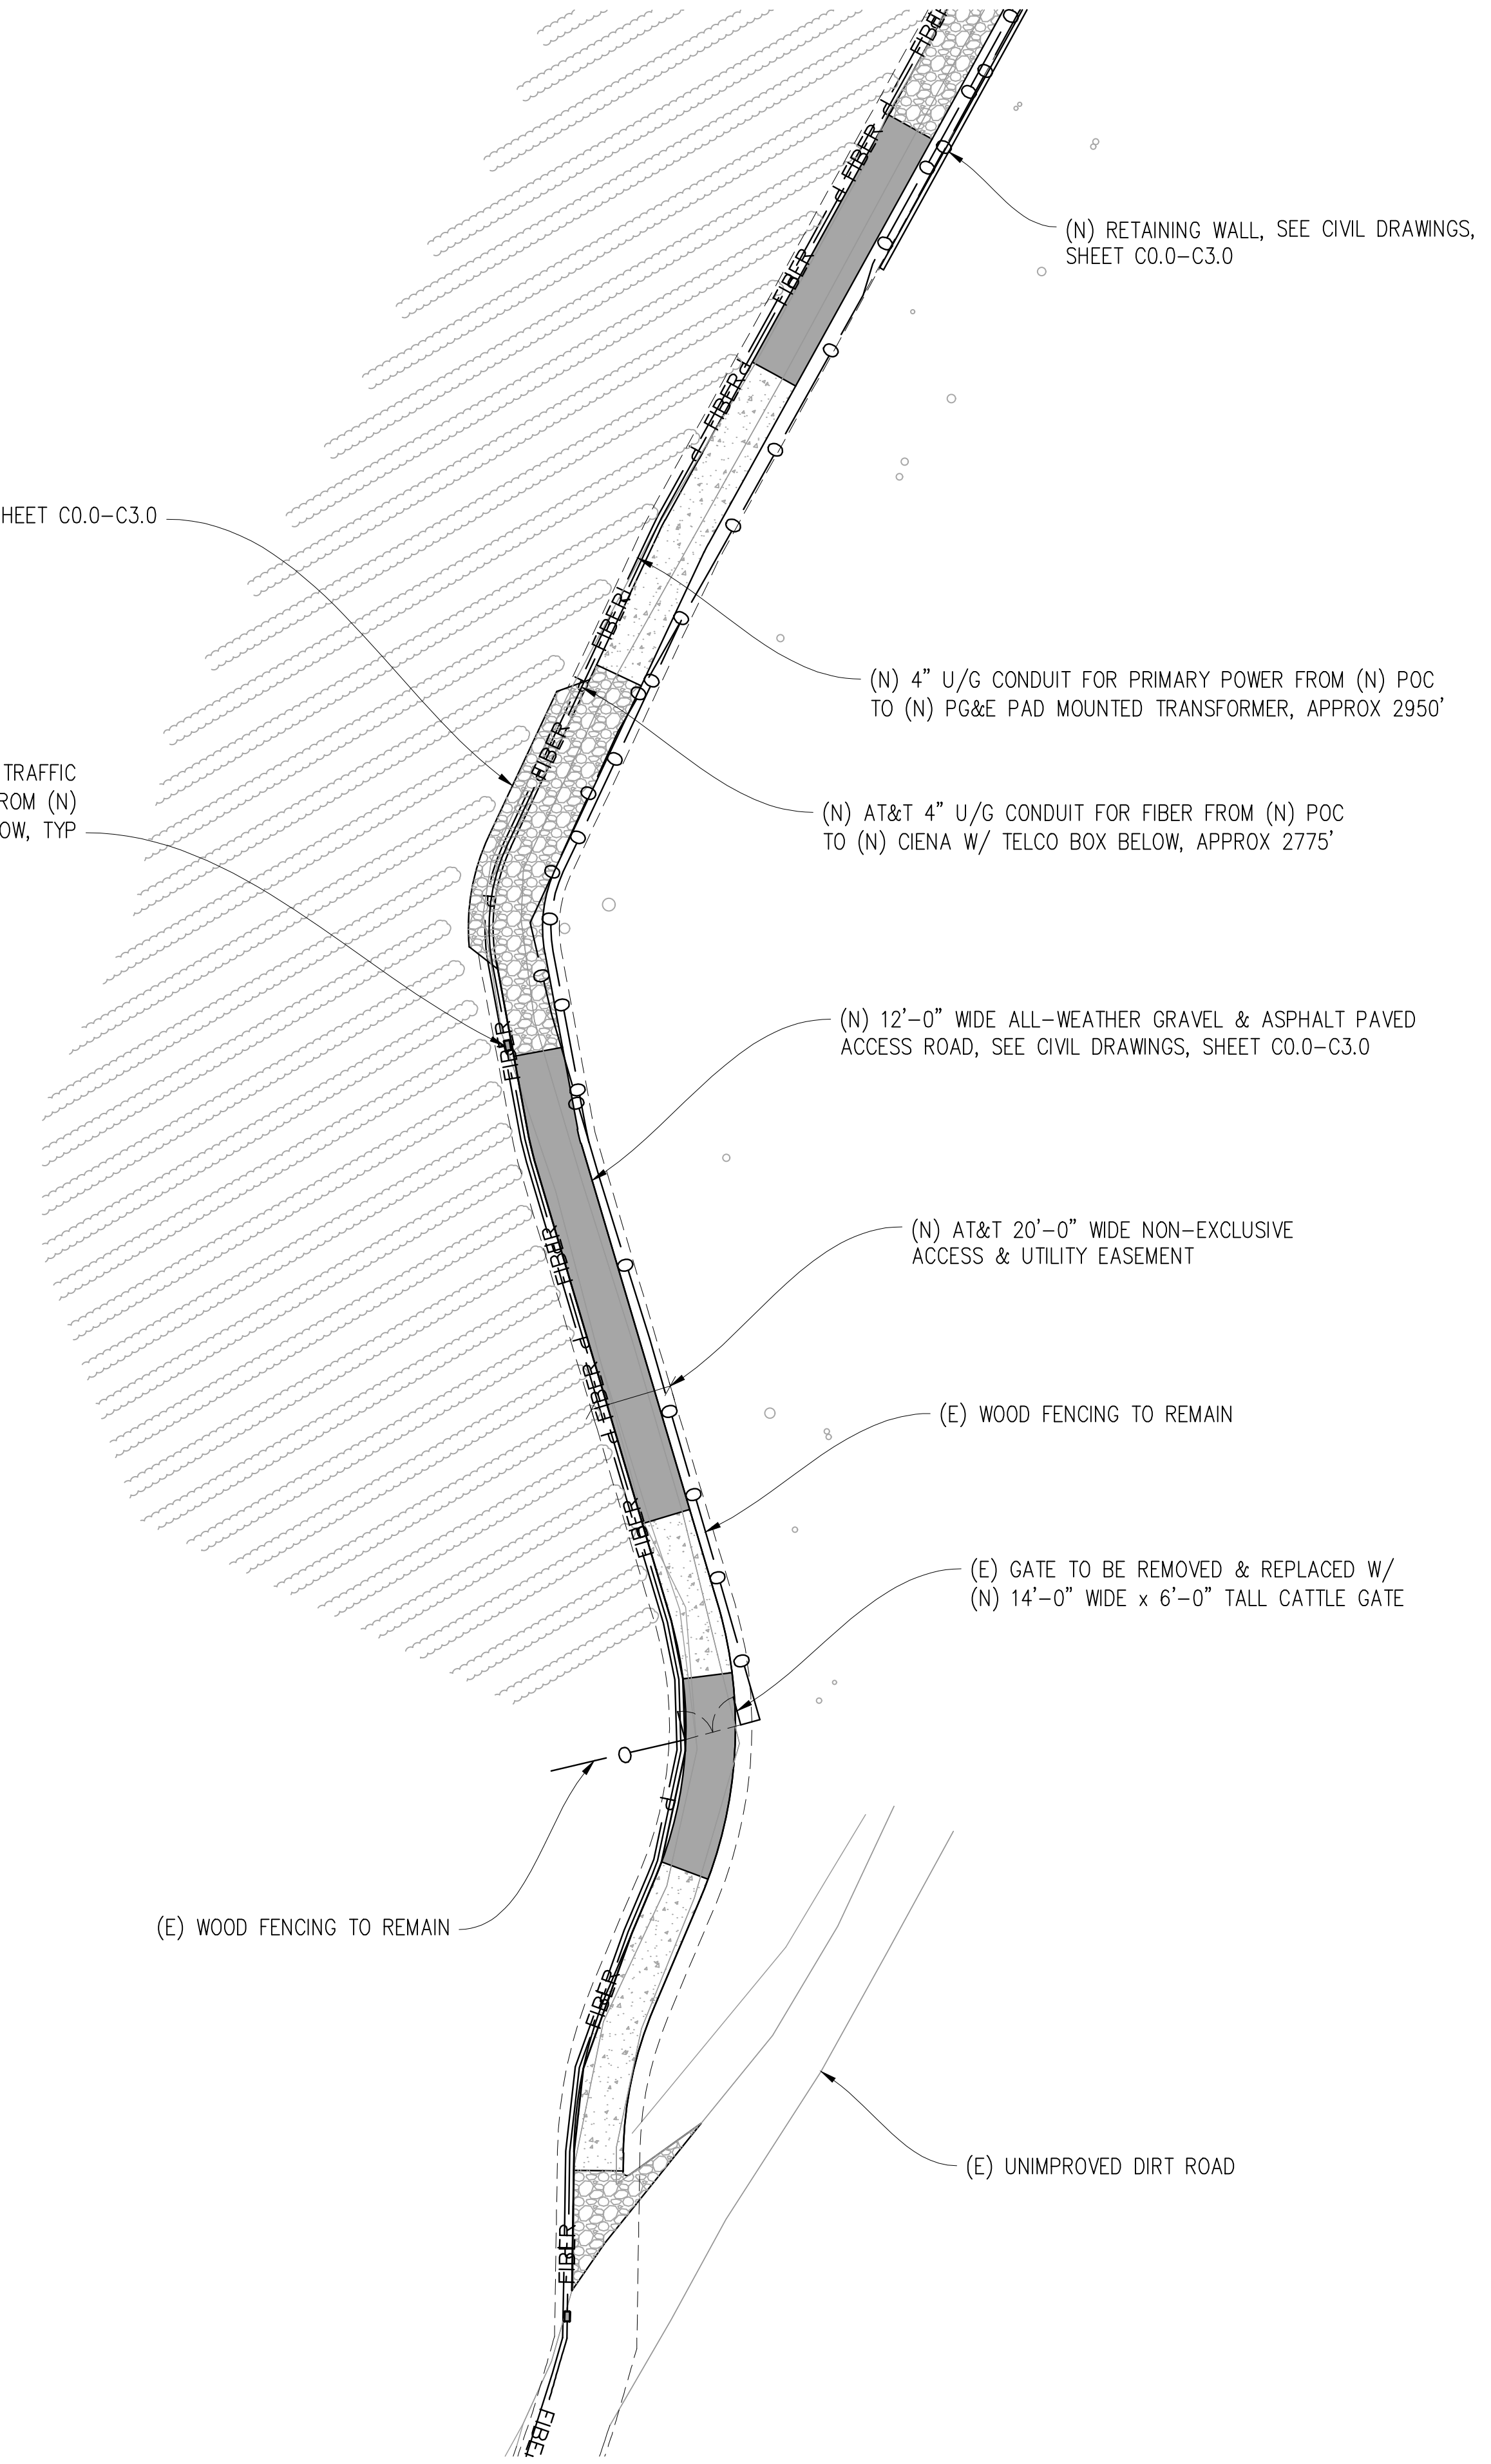 FIBER
FIBER
FIBER
(N) RETAINING WALL, SEE CIVIL DRAWINGS,
SHEET C0.0-C3.0
FIBER
HEET C0.0-C3.0
FIBER
(N) 4" U/G CONDUIT FOR PRIMARY POWER FROM (N) POC
TO (N) PG&E PAD MOUNTED TRANSFORMER, APPROX 2950'
FIBER
TRAFFIC
ROM (N)
OW, TYP
(N) AT&T 4" U/G CONDUIT FOR FIBER FROM (N) POC
TO (N) CIENA W/ TELCO BOX BELOW, APPROX 2775'
P
FIBER
(N) 12'-0" WIDE ALL-WEATHER GRAVEL & ASPHALT PAVED
ACCESS ROAD, SEE CIVIL DRAWINGS, SHEET C0.0-C3.0
FIBER
(N) AT&T 20'-0" WIDE NON-EXCLUSIVE
ACCESS & UTILITY EASEMENT
P
FIBER
P
(E) WOOD FENCING TO REMAIN
FIBER
(E) GATE TO BE REMOVED & REPLACED W/
(N) 14'-0" WIDE x 6'-0" TALL CATTLE GATE
P
(E) WOOD FENCING TO REMAIN
FIBER
(E) UNIMPROVED DIRT ROAD
FIBER
FIBE